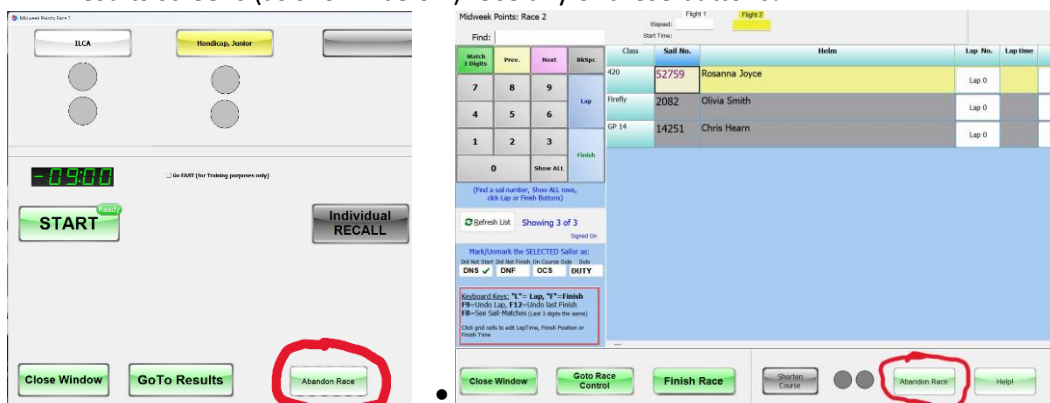 Midweek Points Race 2
ILCA
Handicap, Junior
-09:00
Go FAST (for Training purposes only)
START
Ready
Individual
RECALL
Close Window
GoTo Results
Abandon Race
•
Midweek Points: Race 2
Flight 1
Flight 2
Elapsed:
Start Time:
Find:
Match
3 Digits
Prev.
Next
BkSpc
7
8
9
Lap
4
5
6
1
2
3
Finish
0
Show ALL
(Find a sail number, Show ALL rows,
click Lap or Finish Buttons)
Refresh List
Showing 3 of 3
Signed On
Mark/Unmark the SELECTED Sailor as:
Did Not Start
Did Not Finish
On Course Side
Duty
DNS
DNF
OCS
DUTY
Keyboard Keys: "L"= Lap, "F"=Finish
F9=Undo Lap, F12=Undo last Finish
F8=See Sail-Matches (Last 3 digits the same)
Click grid cells to edit LapTime, Finish Position or
Finish Time
Class
Sail No.
Helm
Lap No.
Lap time
420
52759
Rosanna Joyce
Lap 0
Firefly
2082
Olivia Smith
Lap 0
GP 14
14251
Chris Hearn
Lap 0
Close Window
Goto Race
Control
Finish Race
Shorten
Course
Abandon Race
Help!